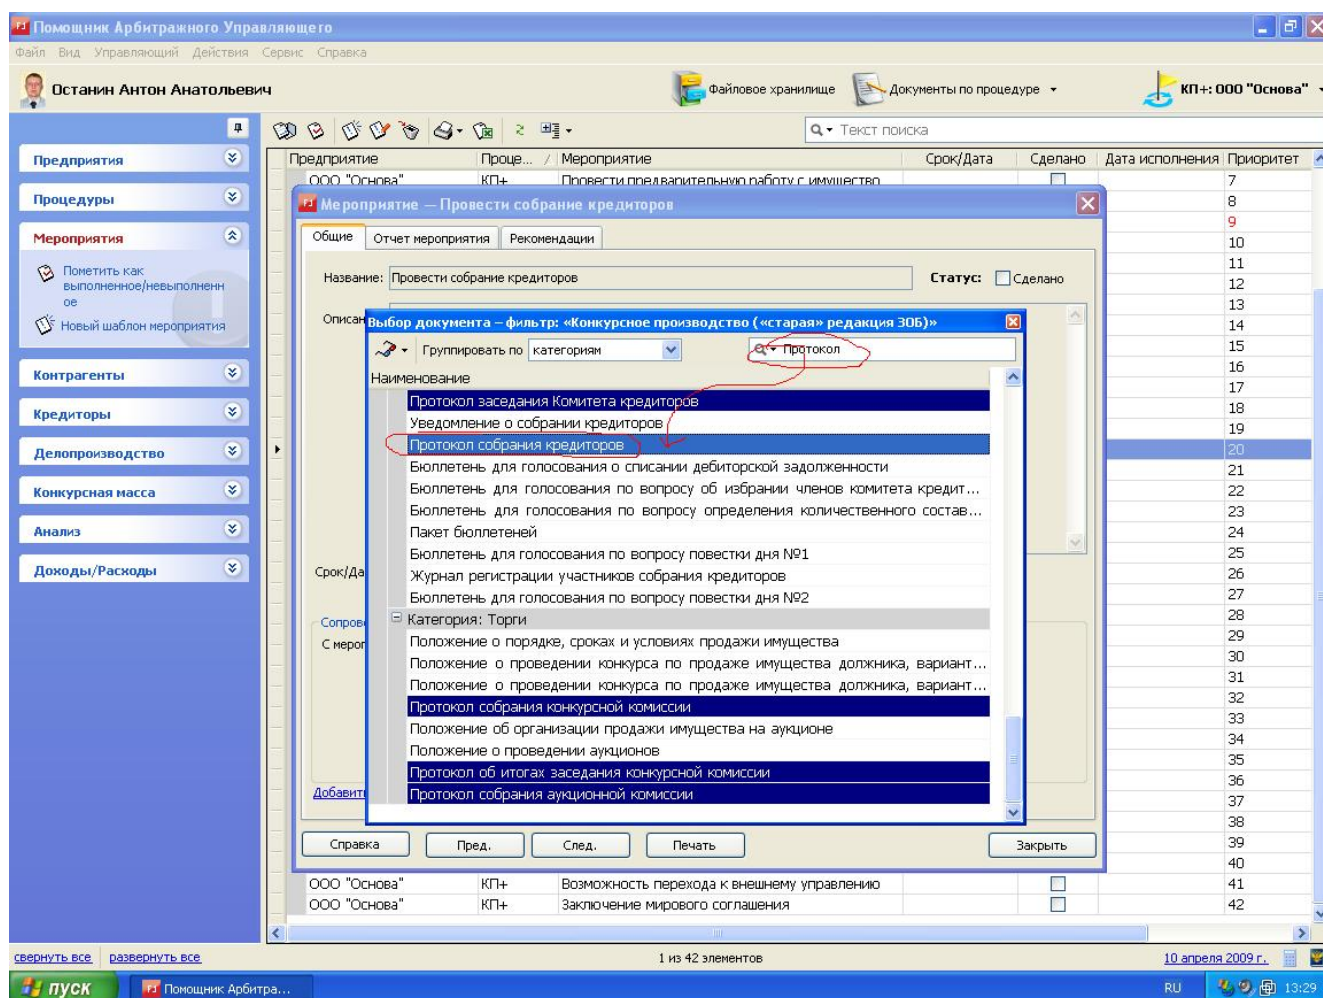 Помощник Арбитражного Управляющего
Файл Вид Управляющий Действия Сервис Справка
Останин Антон Анатольевич
Файловое хранилище
Документы по процедуре
КП+: ООО "Основа"
Текст поиска
Предприятия
Процедуры
Мероприятия
Пометить как
выполненное/невыполненн
ое
Новый шаблон мероприятия
Контрагенты
Кредиторы
Делопроизводство
Конкурсная масса
Анализ
Доходы/Расходы
Предприятие Проце... / Мероприятие Срок/Дата Сделано Дата исполнения Приоритет
ООО "Основа" КП+ Провести предварительную работу с имущество 7
8
9
10
11
12
13
14
15
16
17
18
19
20
21
22
23
24
25
26
27
28
29
30
31
32
33
34
35
36
37
38
39
40
ООО "Основа" КП+ Возможность перехода к внешнему управлению 41
ООО "Основа" КП+ Заключение мирового соглашения 42
Мероприятие — Провести собрание кредиторов
Общие Отчет мероприятия Рекомендации
Название: Провести собрание кредиторов Статус: Сделано
Описан
Срок/Да
Сопрово
С мероп
Добавить
Выбор документа – фильтр: «Конкурсное производство («старая» редакция ЗОБ)»
Группировать по категориям Протокол
Наименование
Протокол заседания Комитета кредиторов
Уведомление о собрании кредиторов
Протокол собрания кредиторов
Бюллетень для голосования о списании дебиторской задолженности
Бюллетень для голосования по вопросу об избрании членов комитета кредит...
Бюллетень для голосования по вопросу определения количественного состав...
Пакет бюллетеней
Бюллетень для голосования по вопросу повестки дня №1
Журнал регистрации участников собрания кредиторов
Бюллетень для голосования по вопросу повестки дня №2
Категория: Торги
Положение о порядке, сроках и условиях продажи имущества
Положение о проведении конкурса по продаже имущества должника, вариант...
Положение о проведении конкурса по продаже имущества должника, вариант...
Протокол собрания конкурсной комиссии
Положение об организации продажи имущества на аукционе
Положение о проведении аукционов
Протокол об итогах заседания конкурсной комиссии
Протокол собрания аукционной комиссии
Справка Пред. След. Печать Закрыть
свернуть все развернуть все 1 из 42 элементов 10 апреля 2009 г.
пуск Помощник Арбитра... RU 13:29